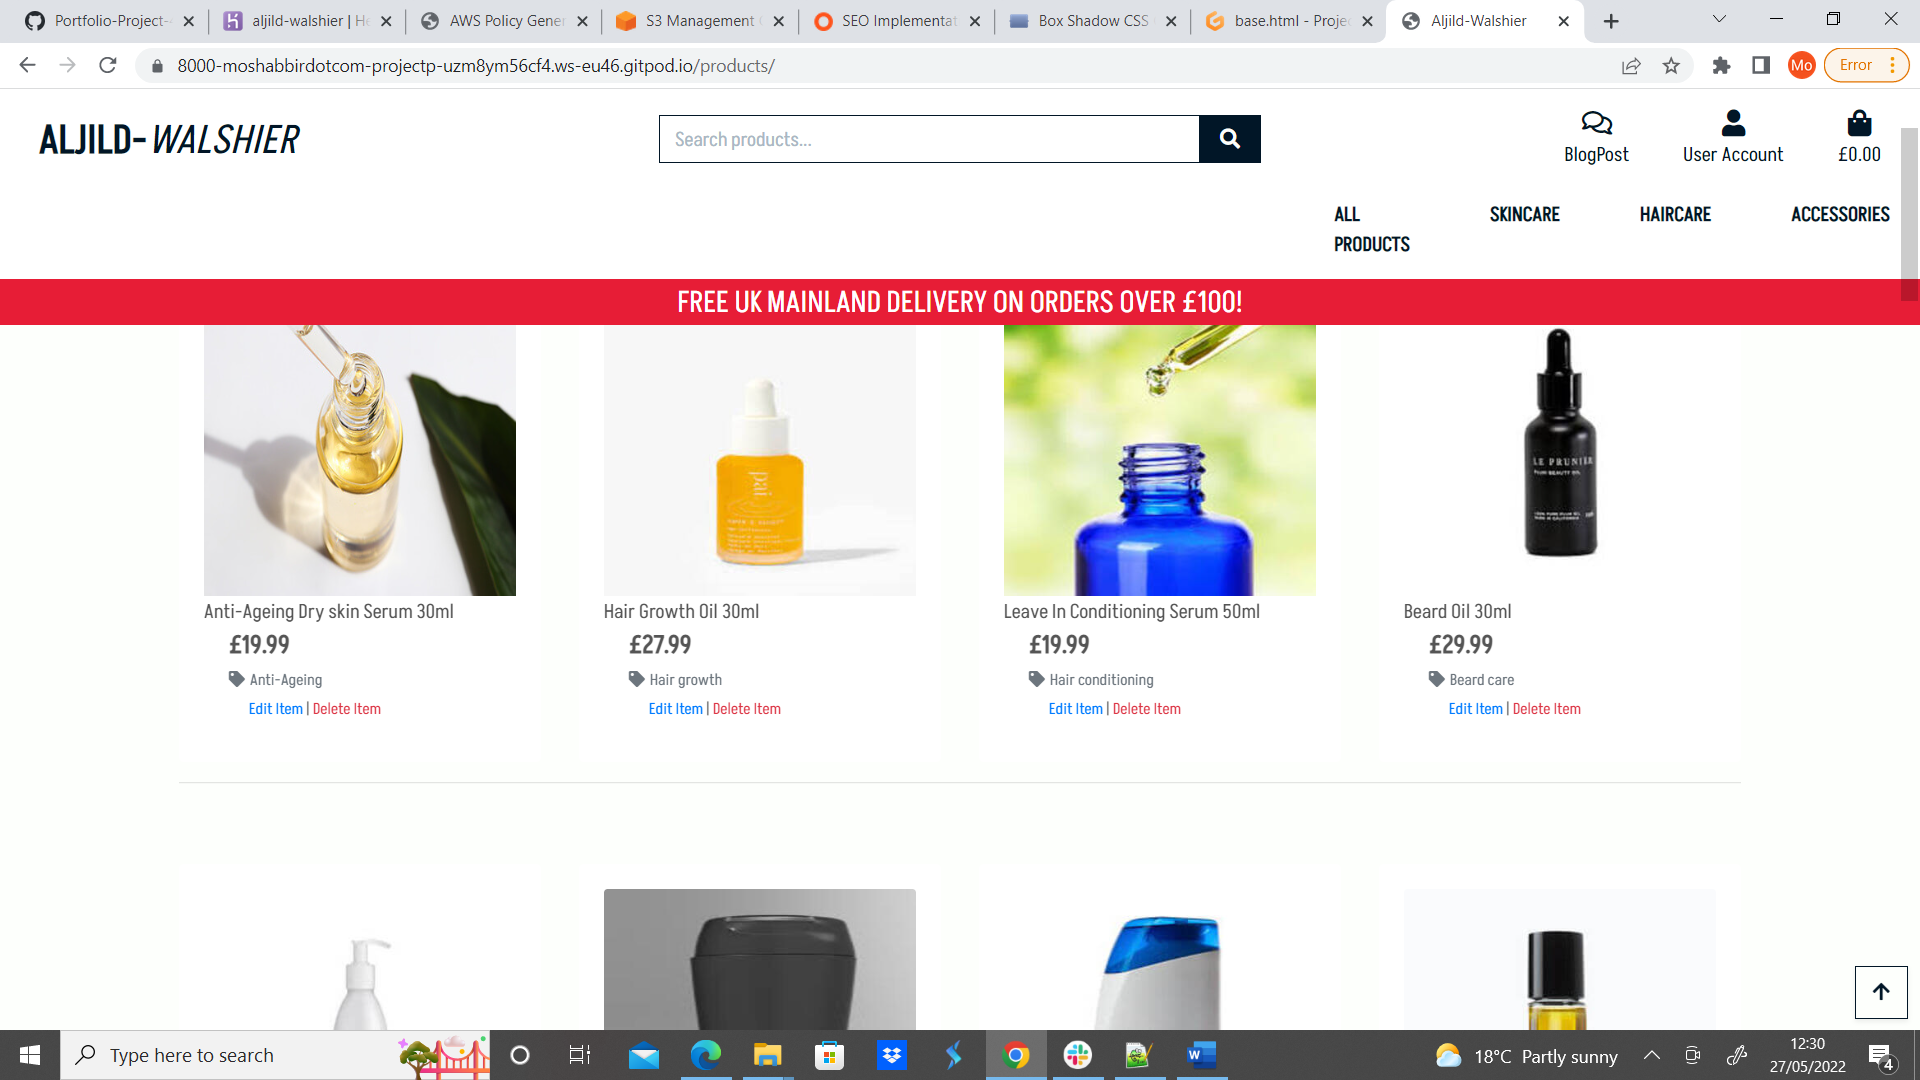 Portfolio-Project-
aljild-walshier | He
AWS Policy Gener
S3 Management C
SEO Implementat
Box Shadow CSS
base.html - Projec
Aljild-Walshier
8000-moshabbirdotcom-projectp-uzm8ym56cf4.ws-eu46.gitpod.io/products/
Mo
Error
ALJILD-WALSHIER
Search products...
BlogPost
User Account
£0.00
ALL PRODUCTS
SKINCARE
HAIRCARE
ACCESSORIES
FREE UK MAINLAND DELIVERY ON ORDERS OVER £100!
pai
LE PRUNIER
PLUM BEAUTY OIL
Anti-Ageing Dry skin Serum 30ml
£19.99
Anti-Ageing
Edit Item | Delete Item
Hair Growth Oil 30ml
£27.99
Hair growth
Edit Item | Delete Item
Leave In Conditioning Serum 50ml
£19.99
Hair conditioning
Edit Item | Delete Item
Beard Oil 30ml
£29.99
Beard care
Edit Item | Delete Item
Type here to search
18°C Partly sunny
12:30
27/05/2022
4